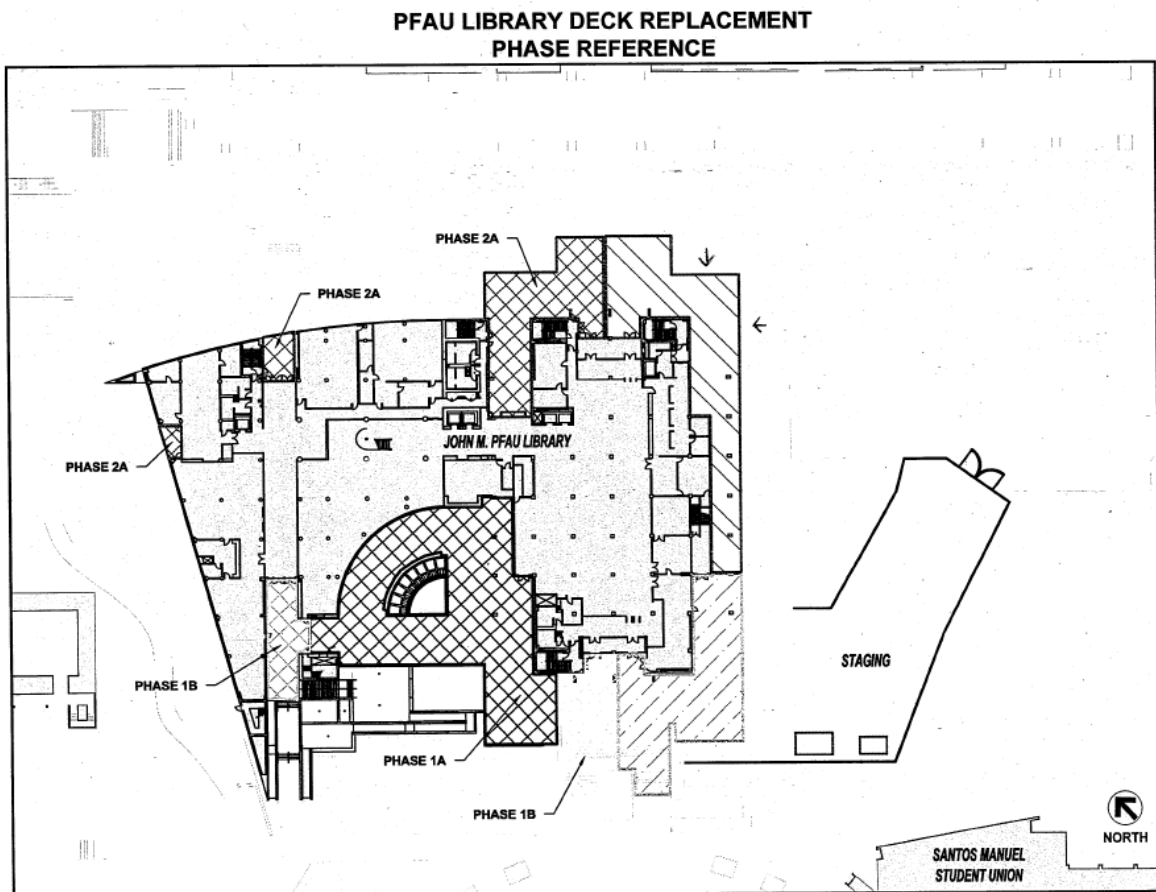 PFAU LIBRARY DECK REPLACEMENT
PHASE REFERENCE
PHASE 2A
PHASE 2A
JOHN M. PFAU LIBRARY
PHASE 2A
STAGING
PHASE 1B
PHASE 1A
PHASE 1B
NORTH
SANTOS MANUEL
STUDENT UNION